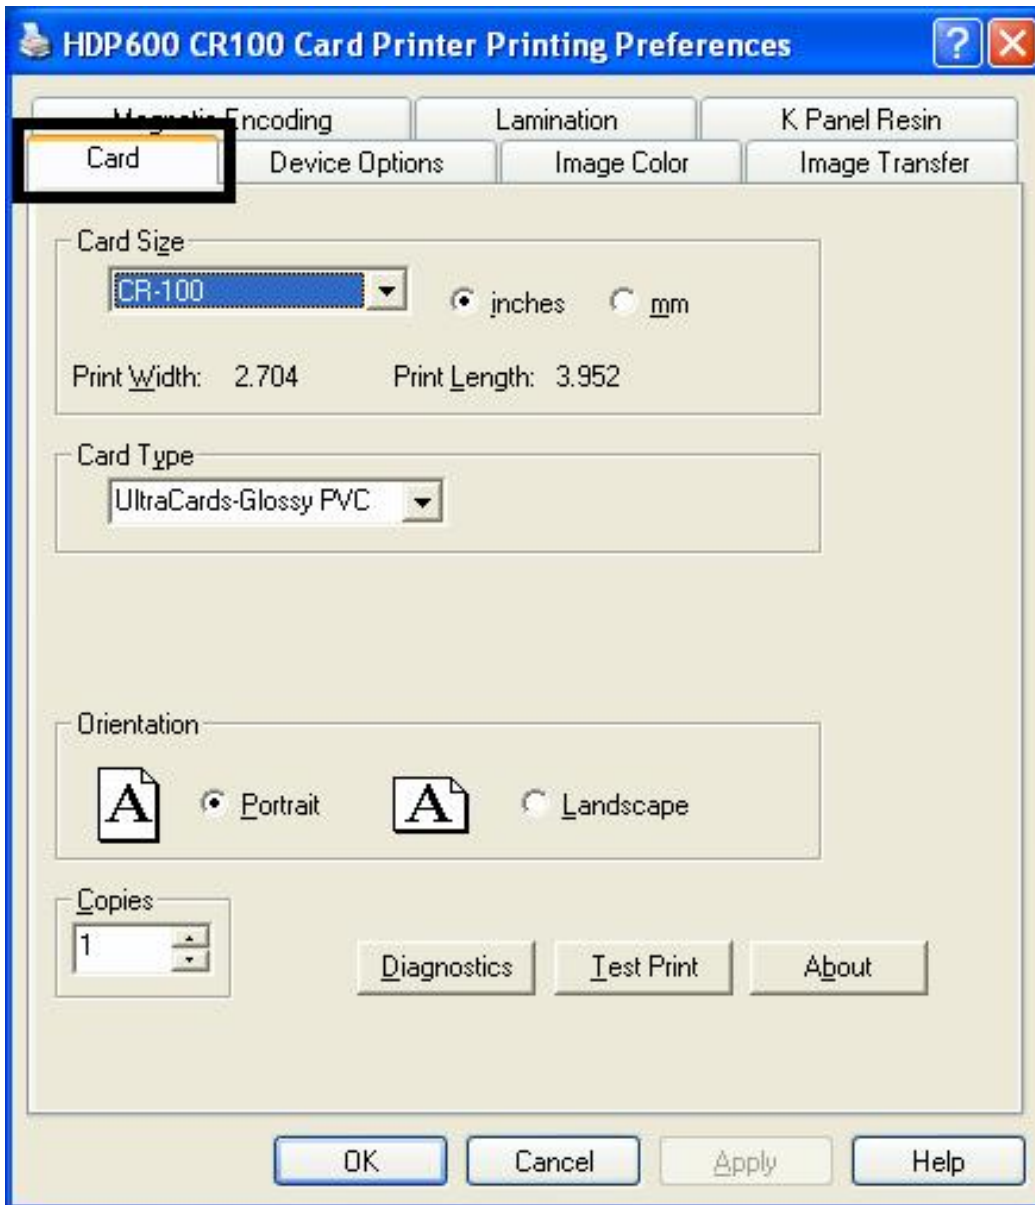 HDP600 CR100 Card Printer Printing Preferences
Magnetic Encoding Lamination K Panel Resin
Card Device Options Image Color Image Transfer
Card Size
CR-100 inches mm
Print Width: 2.704 Print Length: 3.952
Card Type
UltraCards-Glossy PVC
Orientation
A Portrait A Landscape
Copies
1
Diagnostics Test Print About
OK Cancel Apply Help